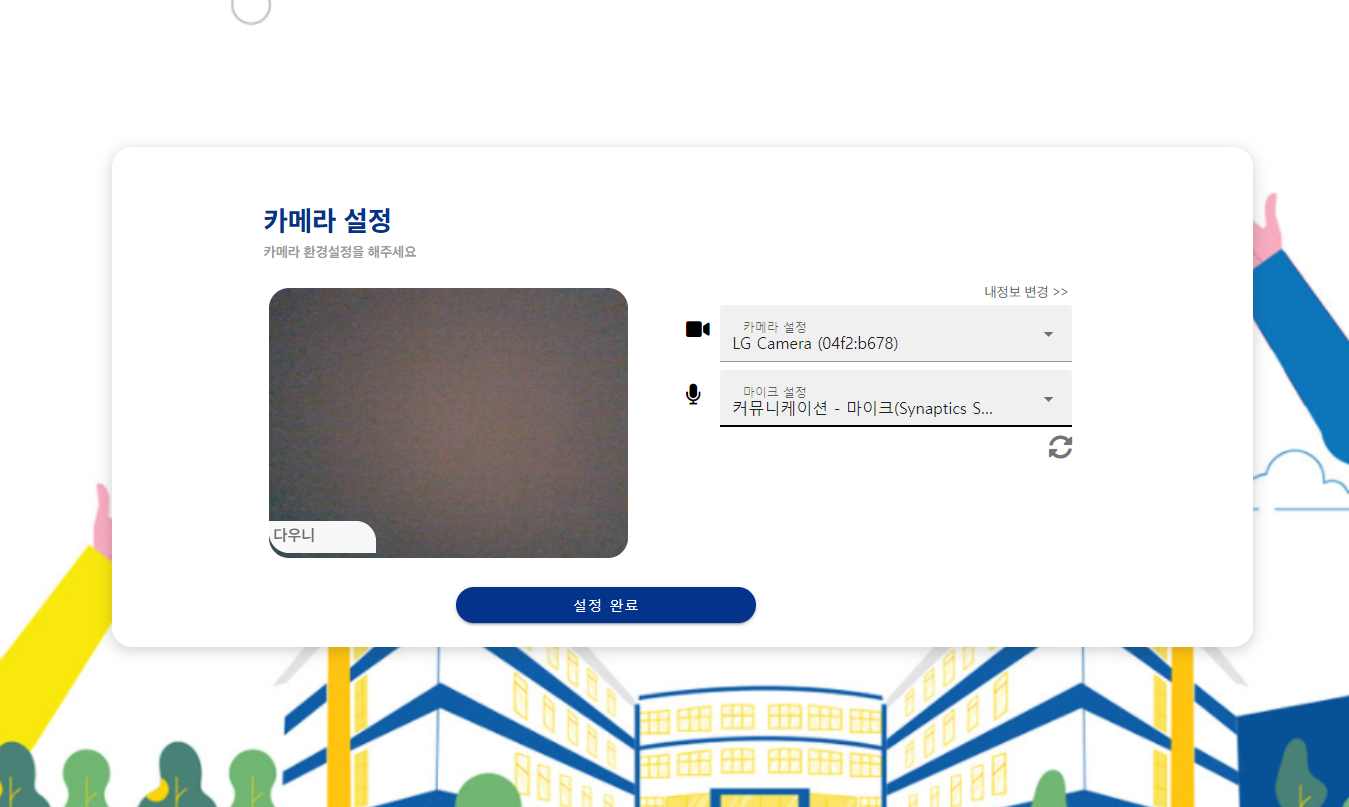 카메라 설정
카메라 환경설정을 해주세요
내정보 변경 >>
카메라 설정
LG Camera (04f2:b678)
마이크 설정
커뮤니케이션 - 마이크(Synaptics S...
다우니
설정 완료